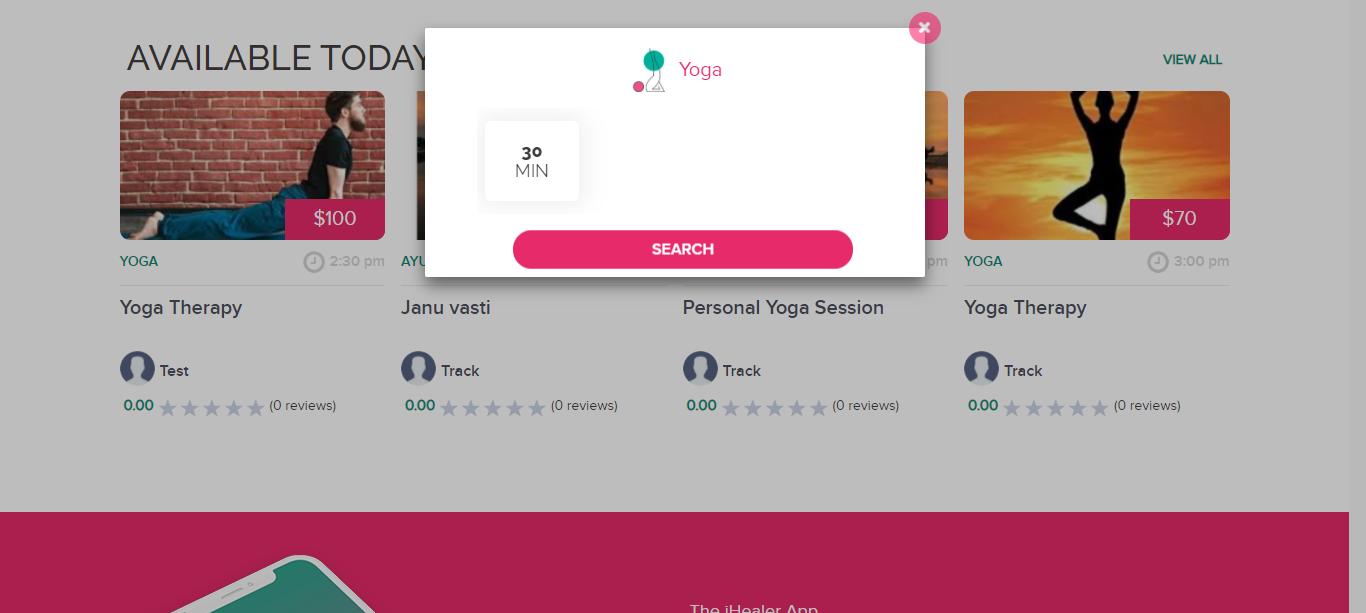 AVAILABLE TODAY
VIEW ALL
Yoga
30
MIN
SEARCH
$100
$70
YOGA
2:30 pm
AYU
pm
YOGA
3:00 pm
Yoga Therapy
Janu vasti
Personal Yoga Session
Yoga Therapy
Test
Track
Track
Track
0.00 (0 reviews)
0.00 (0 reviews)
0.00 (0 reviews)
0.00 (0 reviews)
The iHealer App